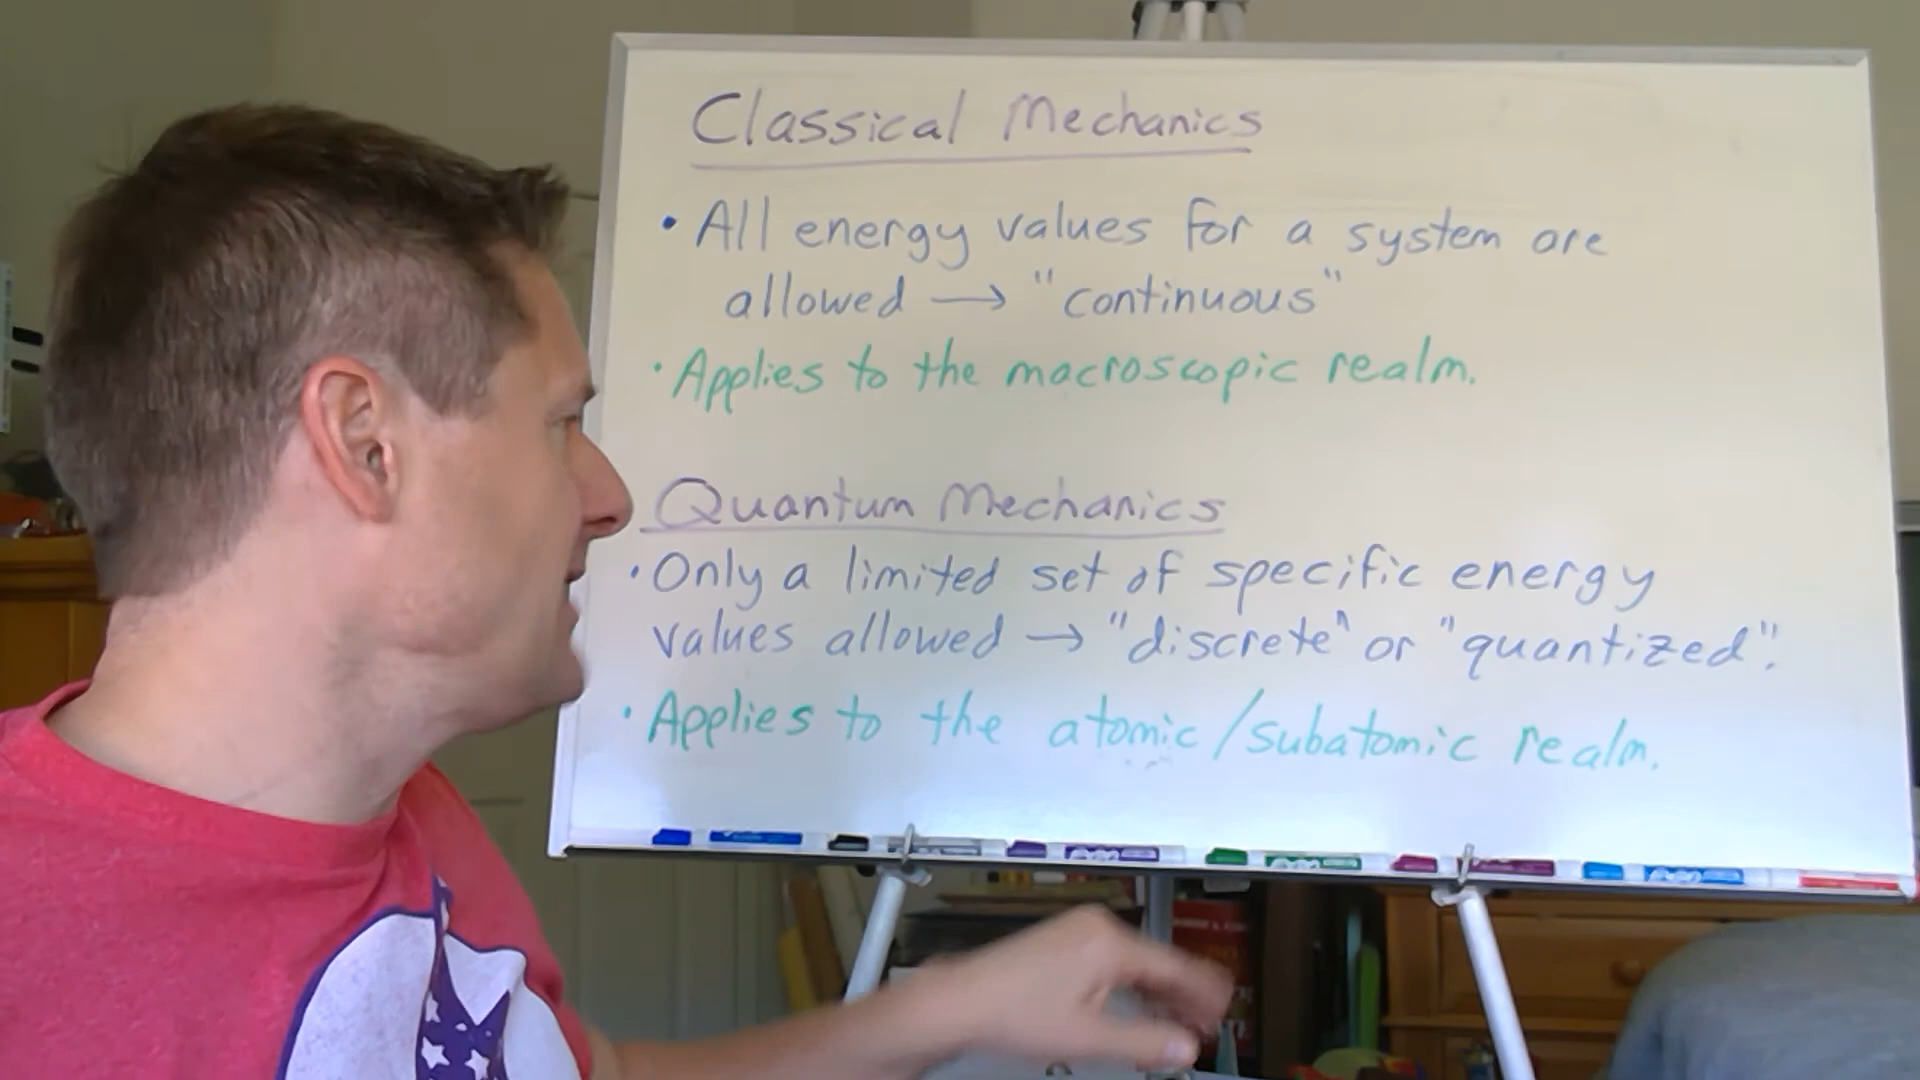 Classical Mechanics
• All energy values for a system are
allowed → "continuous"
• Applies to the macroscopic realm.
Quantum Mechanics
• Only a limited set of specific energy
values allowed → "discrete" or "quantized".
• Applies to the atomic/subatomic realm.